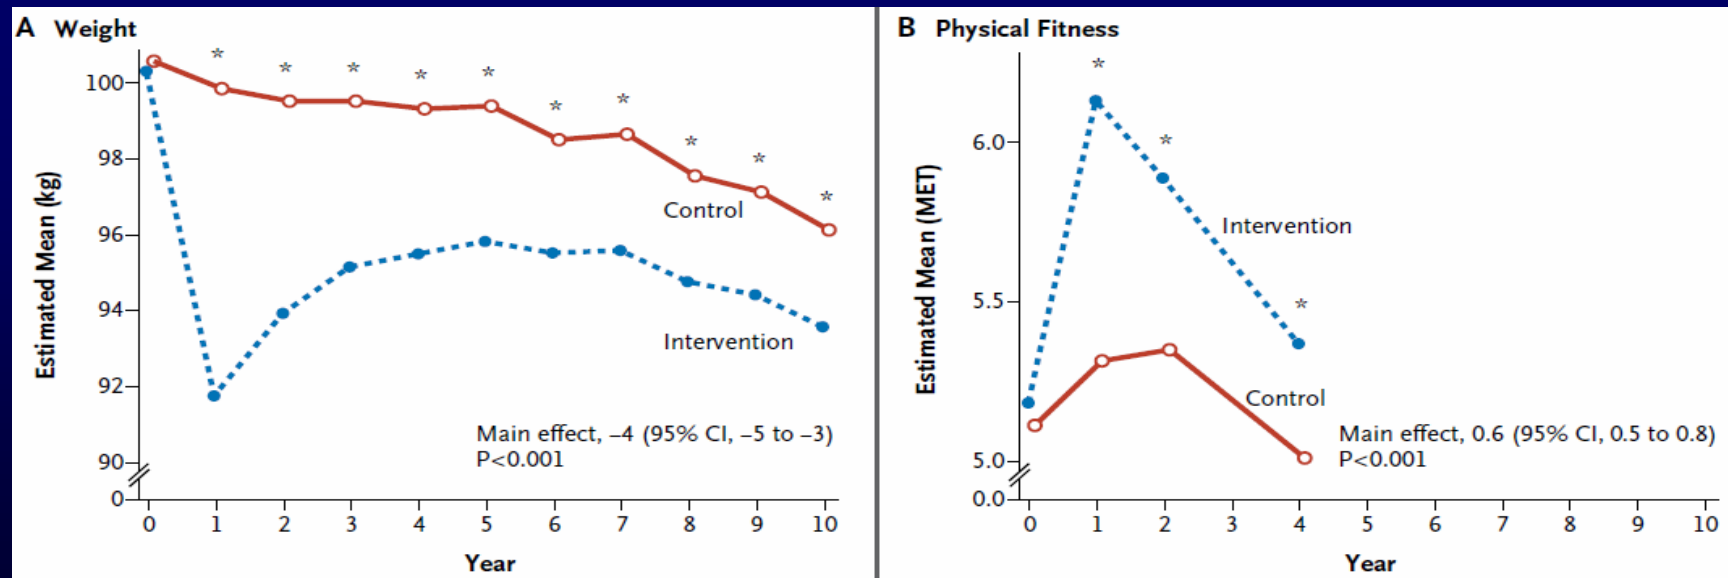 A Weight
Estimated Mean (kg)
100
98
96
94
92
90
0
* * * * * * * * * *
Control
Intervention
Main effect, –4 (95% CI, –5 to –3)
P<0.001
0 1 2 3 4 5 6 7 8 9 10
Year
B Physical Fitness
Estimated Mean (MET)
6.0
5.5
5.0
0.0
* * *
Intervention
Control
Main effect, 0.6 (95% CI, 0.5 to 0.8)
P<0.001
0 1 2 3 4 5 6 7 8 9 10
Year